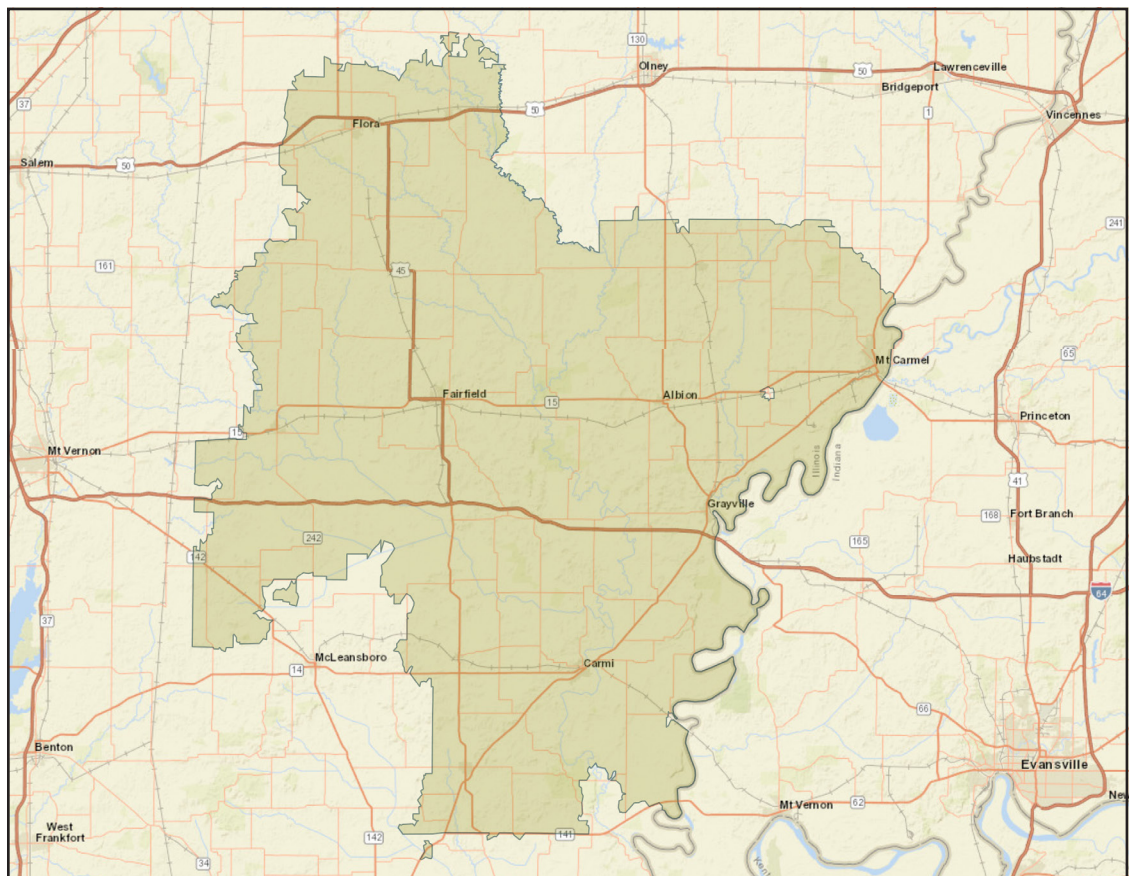 130
Olney
50
Lawrenceville
Bridgeport
37
50
1
Vincennes
Flora
Salem
50
241
161
45
65
Mt Carmel
Fairfield
15
Albion
Princeton
15
Mt Vernon
Illinois
Indiana
41
Grayville
168
Fort Branch
242
165
142
Haubstadt
64
37
McLeansboro
14
Carmi
66
Benton
Evansville
Mt Vernon
62
New
West
Frankfort
142
141
34